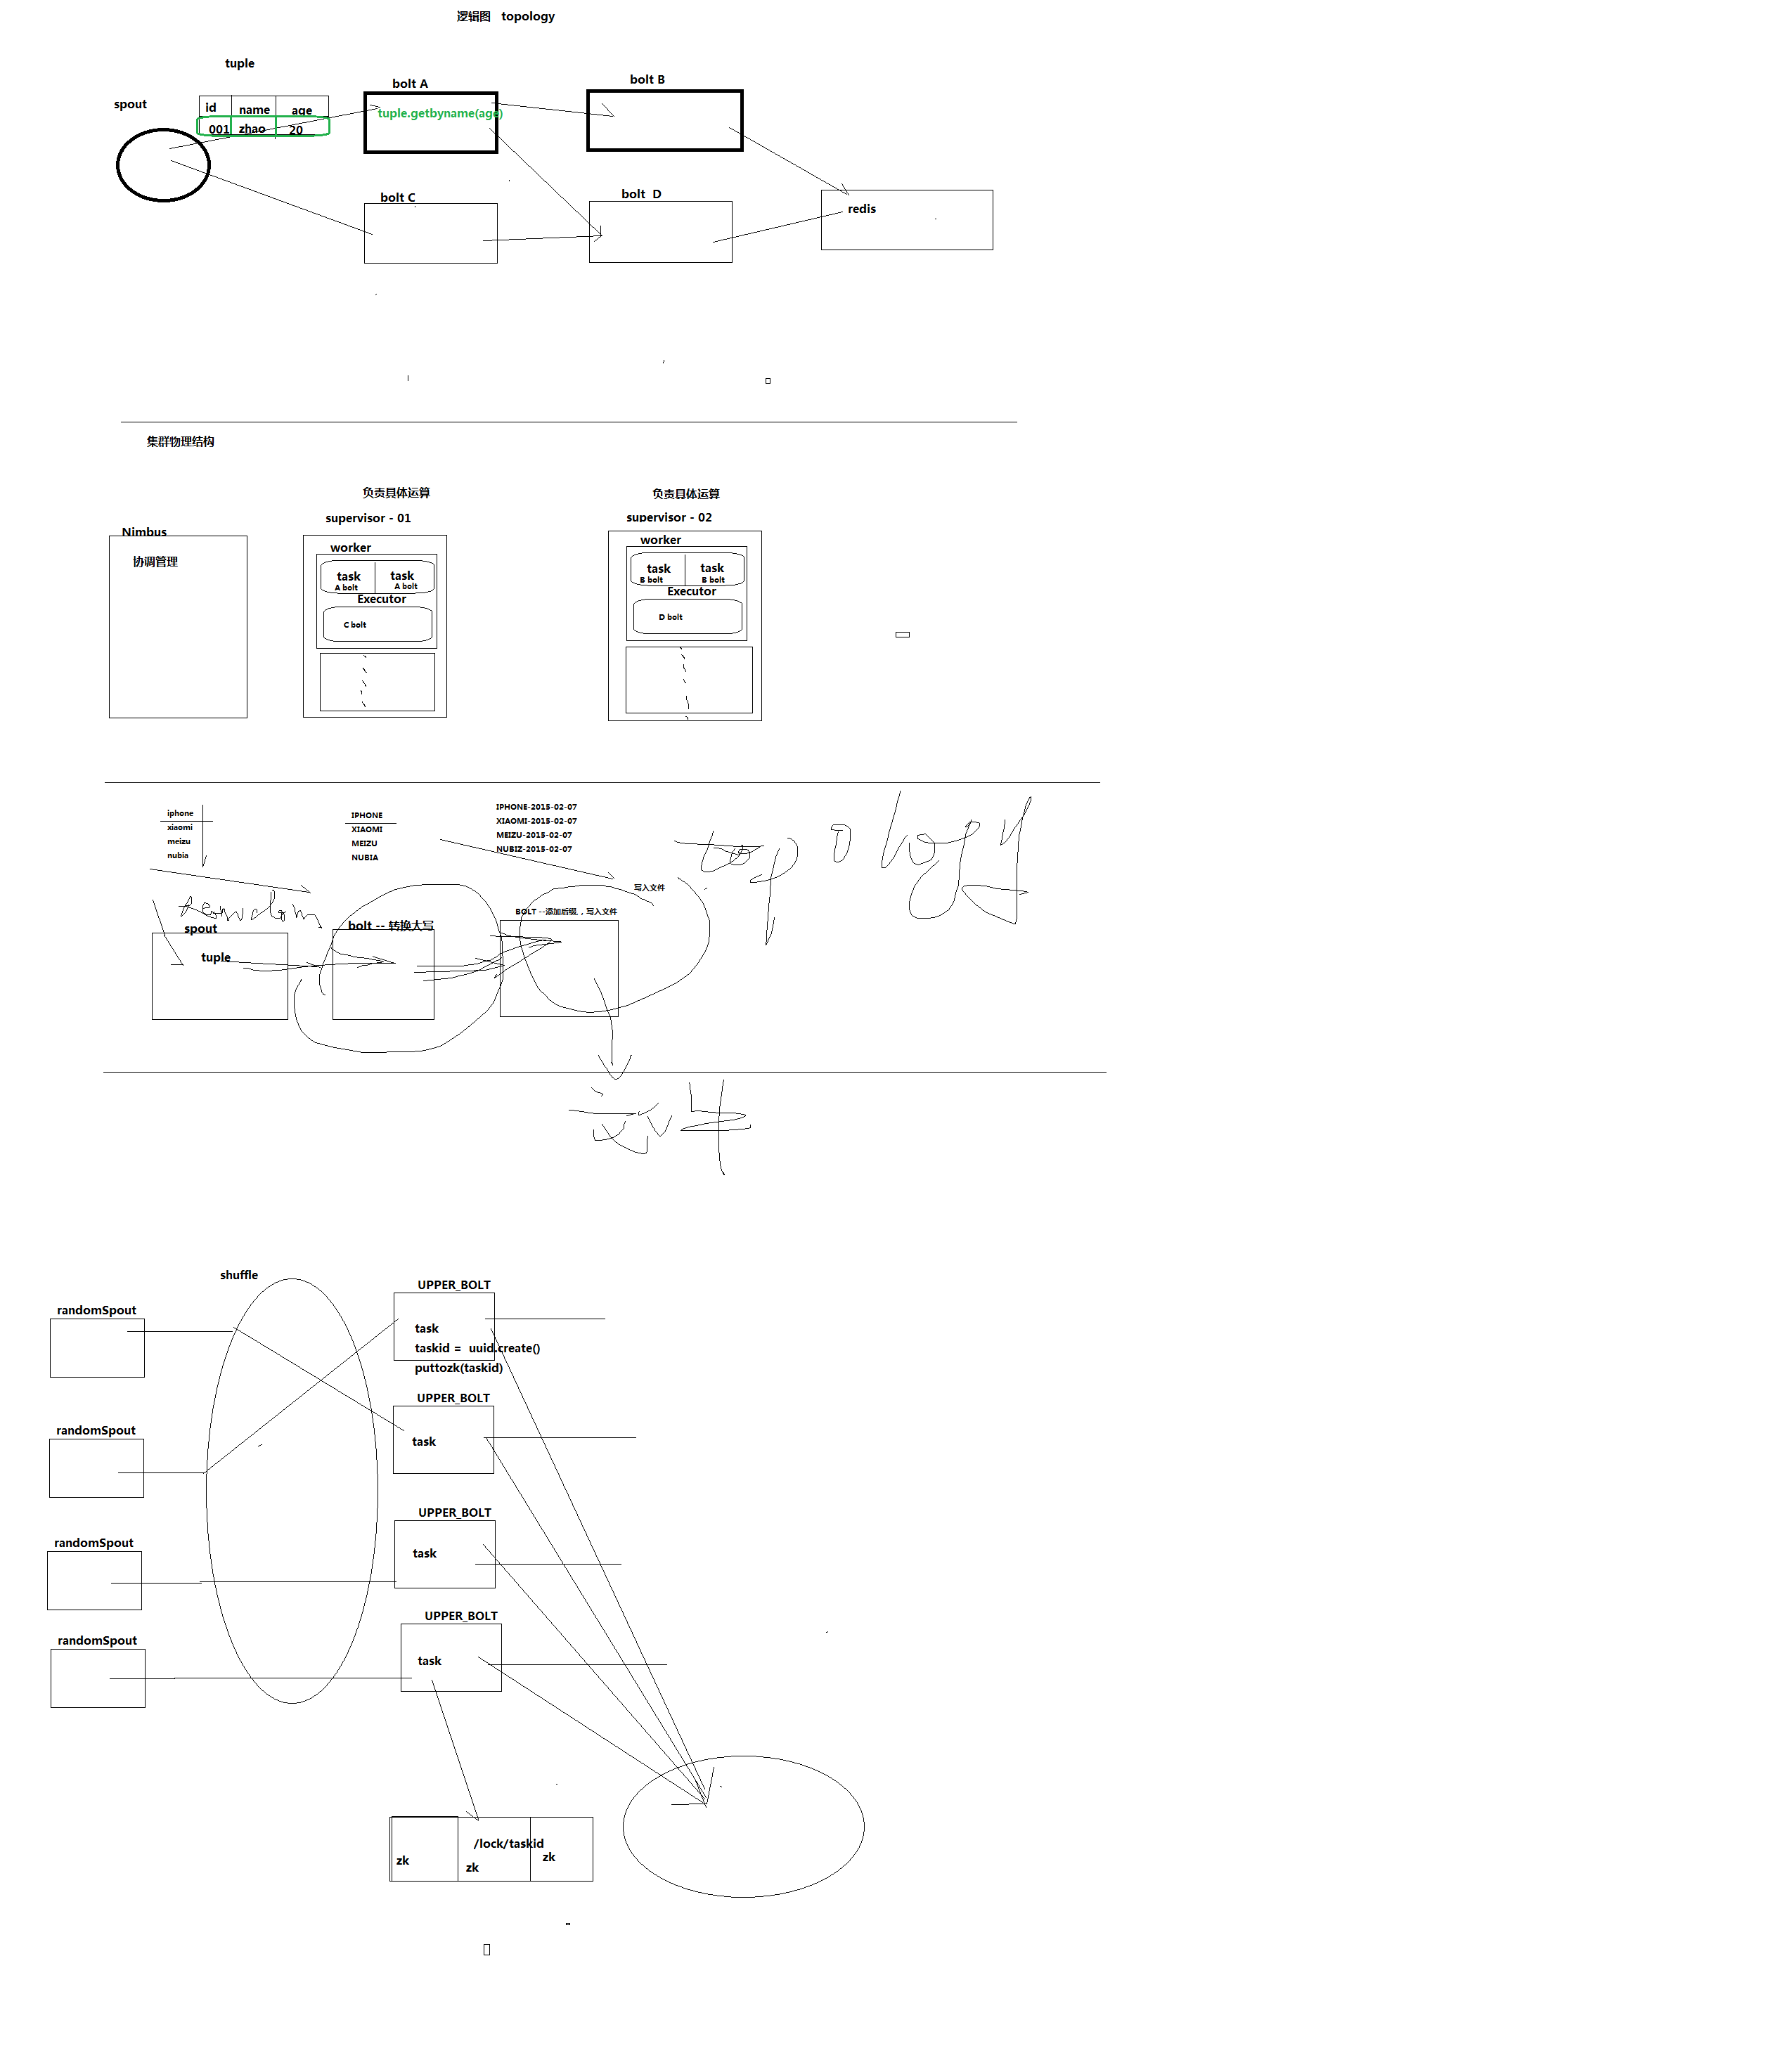 逻辑图 topology
tuple
spout
id name age
001 zhao 20
bolt A
tuple.getbyname(age)
bolt B
bolt C
bolt D
redis
集群物理结构
Nimbus
协调管理
负责具体运算
supervisor - 01
worker
task task
A bolt A bolt
Executor
C bolt
负责具体运算
supervisor - 02
worker
task task
B bolt B bolt
Executor
D bolt
iphone
xiaomi
meizu
nubia
IPHONE
XIAOMI
MEIZU
NUBIA
IPHONE-2015-02-07
XIAOMI-2015-02-07
MEIZU-2015-02-07
NUBIZ-2015-02-07
写入文件
spout
tuple
bolt -- 转换大写
BOLT --添加后缀,,写入文件
文件
shuffle
randomSpout
randomSpout
randomSpout
randomSpout
UPPER_BOLT
task
taskid = uuid.create()
puttozk(taskid)
UPPER_BOLT
task
UPPER_BOLT
task
UPPER_BOLT
task
/lock/taskid
zk zk zk